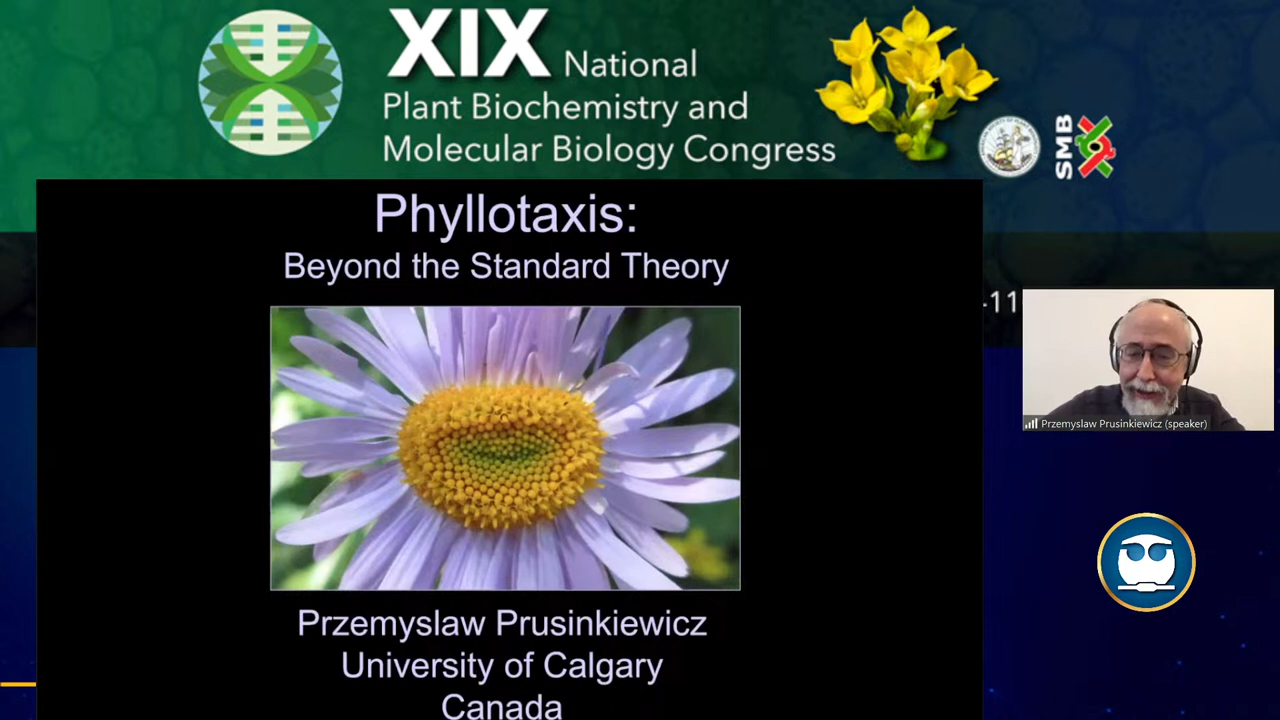 XIX National
Plant Biochemistry and
Molecular Biology Congress
SMB
Phyllotaxis:
Beyond the Standard Theory
-11
Przemyslaw Prusinkiewicz (speaker)
Przemyslaw Prusinkiewicz
University of Calgary
Canada